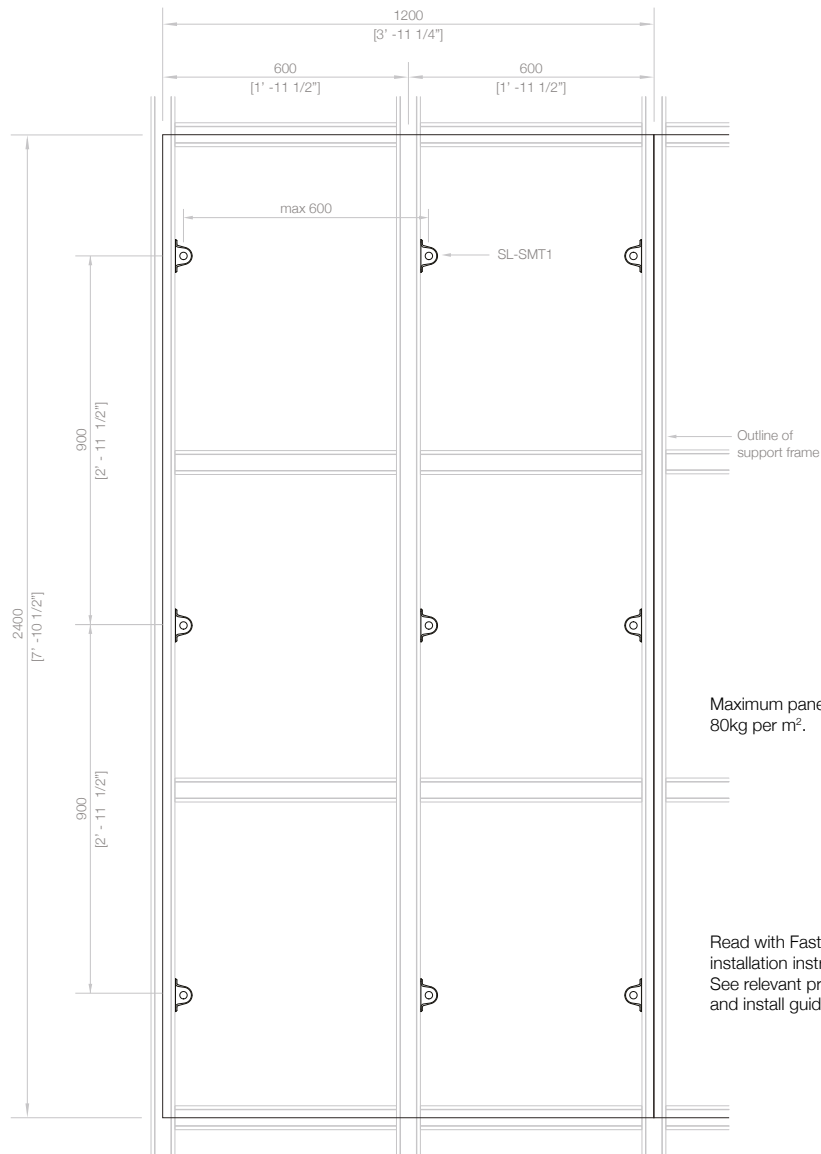 1200
[3' -11 1/4"]
600
[1' -11 1/2"]
600
[1' -11 1/2"]
max 600
SL-SMT1
900
[2' - 11 1/2"]
Outline of
support frame
2400
[7' -10 1/2"]
900
[2' - 11 1/2"]
Maximum pane
80kg per m².
Read with Fast
installation instr
See relevant pr
and install guid